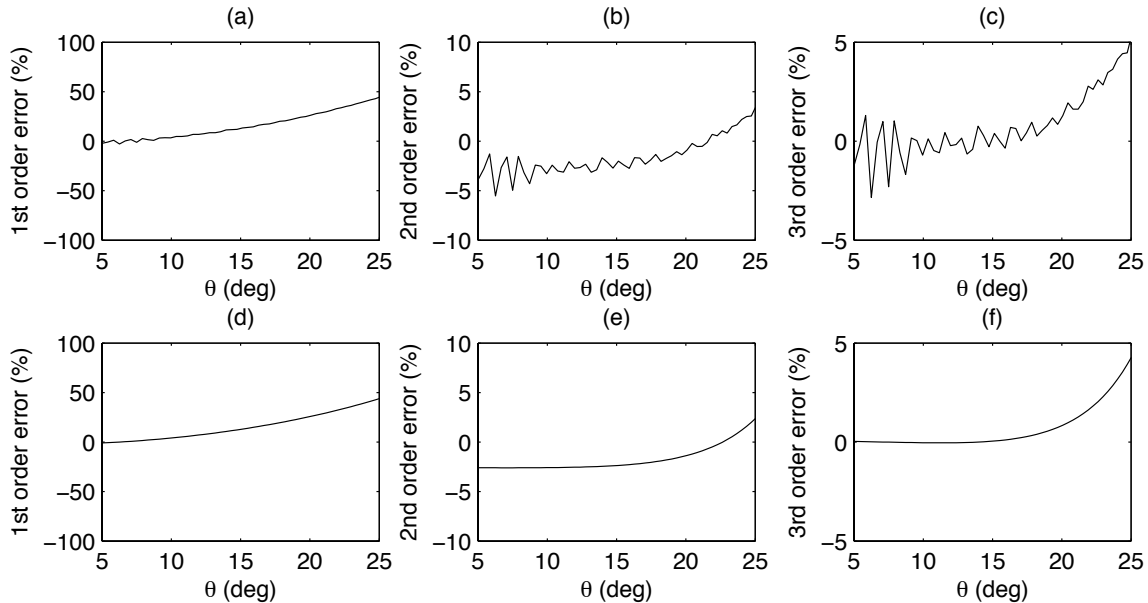 (a)
1st order error (%)
100
50
0
−50
−100
5 10 15 20 25
θ (deg)
(b)
2nd order error (%)
10
5
0
−5
−10
5 10 15 20 25
θ (deg)
(c)
3rd order error (%)
5
0
−5
5 10 15 20 25
θ (deg)
(d)
1st order error (%)
100
50
0
−50
−100
5 10 15 20 25
θ (deg)
(e)
2nd order error (%)
10
5
0
−5
−10
5 10 15 20 25
θ (deg)
(f)
3rd order error (%)
5
0
−5
5 10 15 20 25
θ (deg)